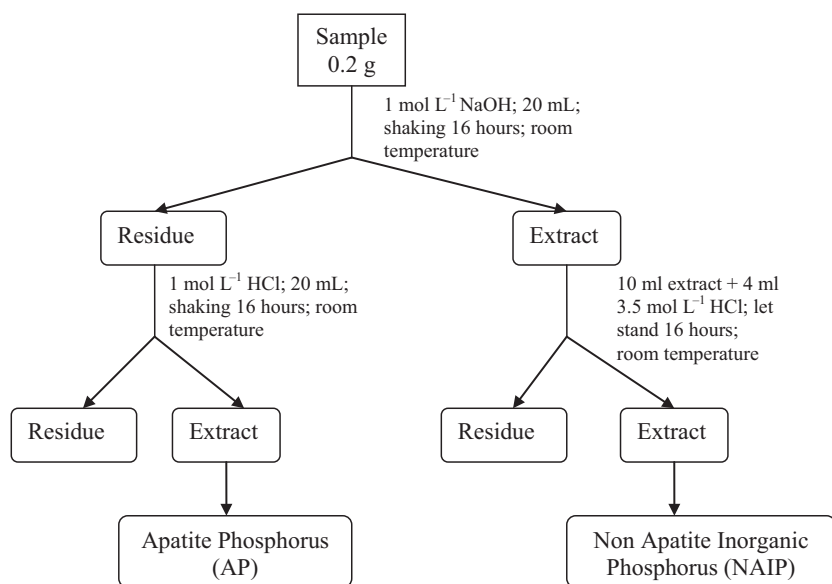 Sample
0.2 g
1 mol L⁻¹ NaOH; 20 mL;
shaking 16 hours; room
temperature
Residue
Extract
1 mol L⁻¹ HCl; 20 mL;
shaking 16 hours; room
temperature
10 ml extract + 4 ml
3.5 mol L⁻¹ HCl; let
stand 16 hours;
room temperature
Residue
Extract
Residue
Extract
Apatite Phosphorus
(AP)
Non Apatite Inorganic
Phosphorus (NAIP)